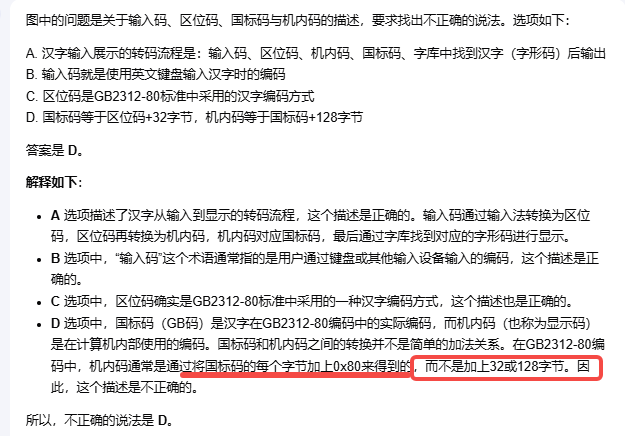 图中的问题是关于输入码、区位码、国标码与机内码的描述，要求找出不正确的说法。选项如下：
A. 汉字输入展示的转码流程是：输入码、区位码、机内码、国标码、字库中找到汉字（字形码）后输出
B. 输入码就是使用英文键盘输入汉字时的编码
C. 区位码是GB2312-80标准中采用的汉字编码方式
D. 国标码等于区位码+32字节，机内码等于国标码+128字节
答案是 D。
解释如下：
• A 选项描述了汉字从输入到显示的转码流程，这个描述是正确的。输入码通过输入法转换为区位
码，区位码再转换为机内码，机内码对应国标码，最后通过字库找到对应的字形码进行显示。
• B 选项中，“输入码”这个术语通常指的是用户通过键盘或其他输入设备输入的编码，这个描述是正
确的。
• C 选项中，区位码确实是GB2312-80标准中采用的一种汉字编码方式，这个描述也是正确的。
• D 选项中，国标码（GB码）是汉字在GB2312-80编码中的实际编码，而机内码（也称为显示码）
是在计算机内部使用的编码。国标码和机内码之间的转换并不是简单的加法关系。在GB2312-80编
码中，机内码通常是通过将国标码的每个字节加上0x80来得到的，而不是加上32或128字节。因
此，这个描述是不正确的。
所以，不正确的说法是 D。